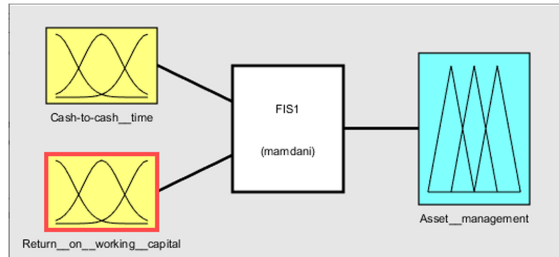 Cash-to-cash__time
FIS1
(mamdani)
Asset__management
Return__on__working__capital